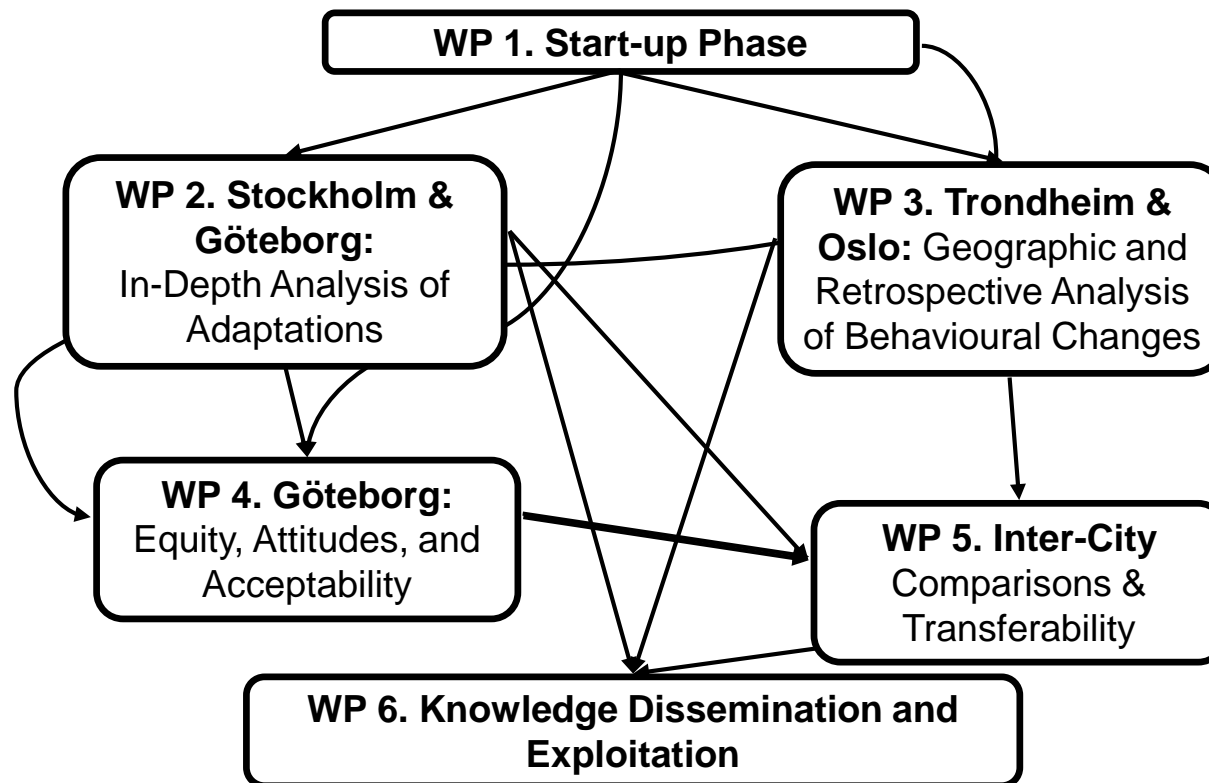 WP 1. Start-up Phase
WP 2. Stockholm &
Göteborg:
In-Depth Analysis of
Adaptations
WP 3. Trondheim &
Oslo: Geographic and
Retrospective Analysis
of Behavioural Changes
WP 4. Göteborg:
Equity, Attitudes, and
Acceptability
WP 5. Inter-City
Comparisons &
Transferability
WP 6. Knowledge Dissemination and
Exploitation